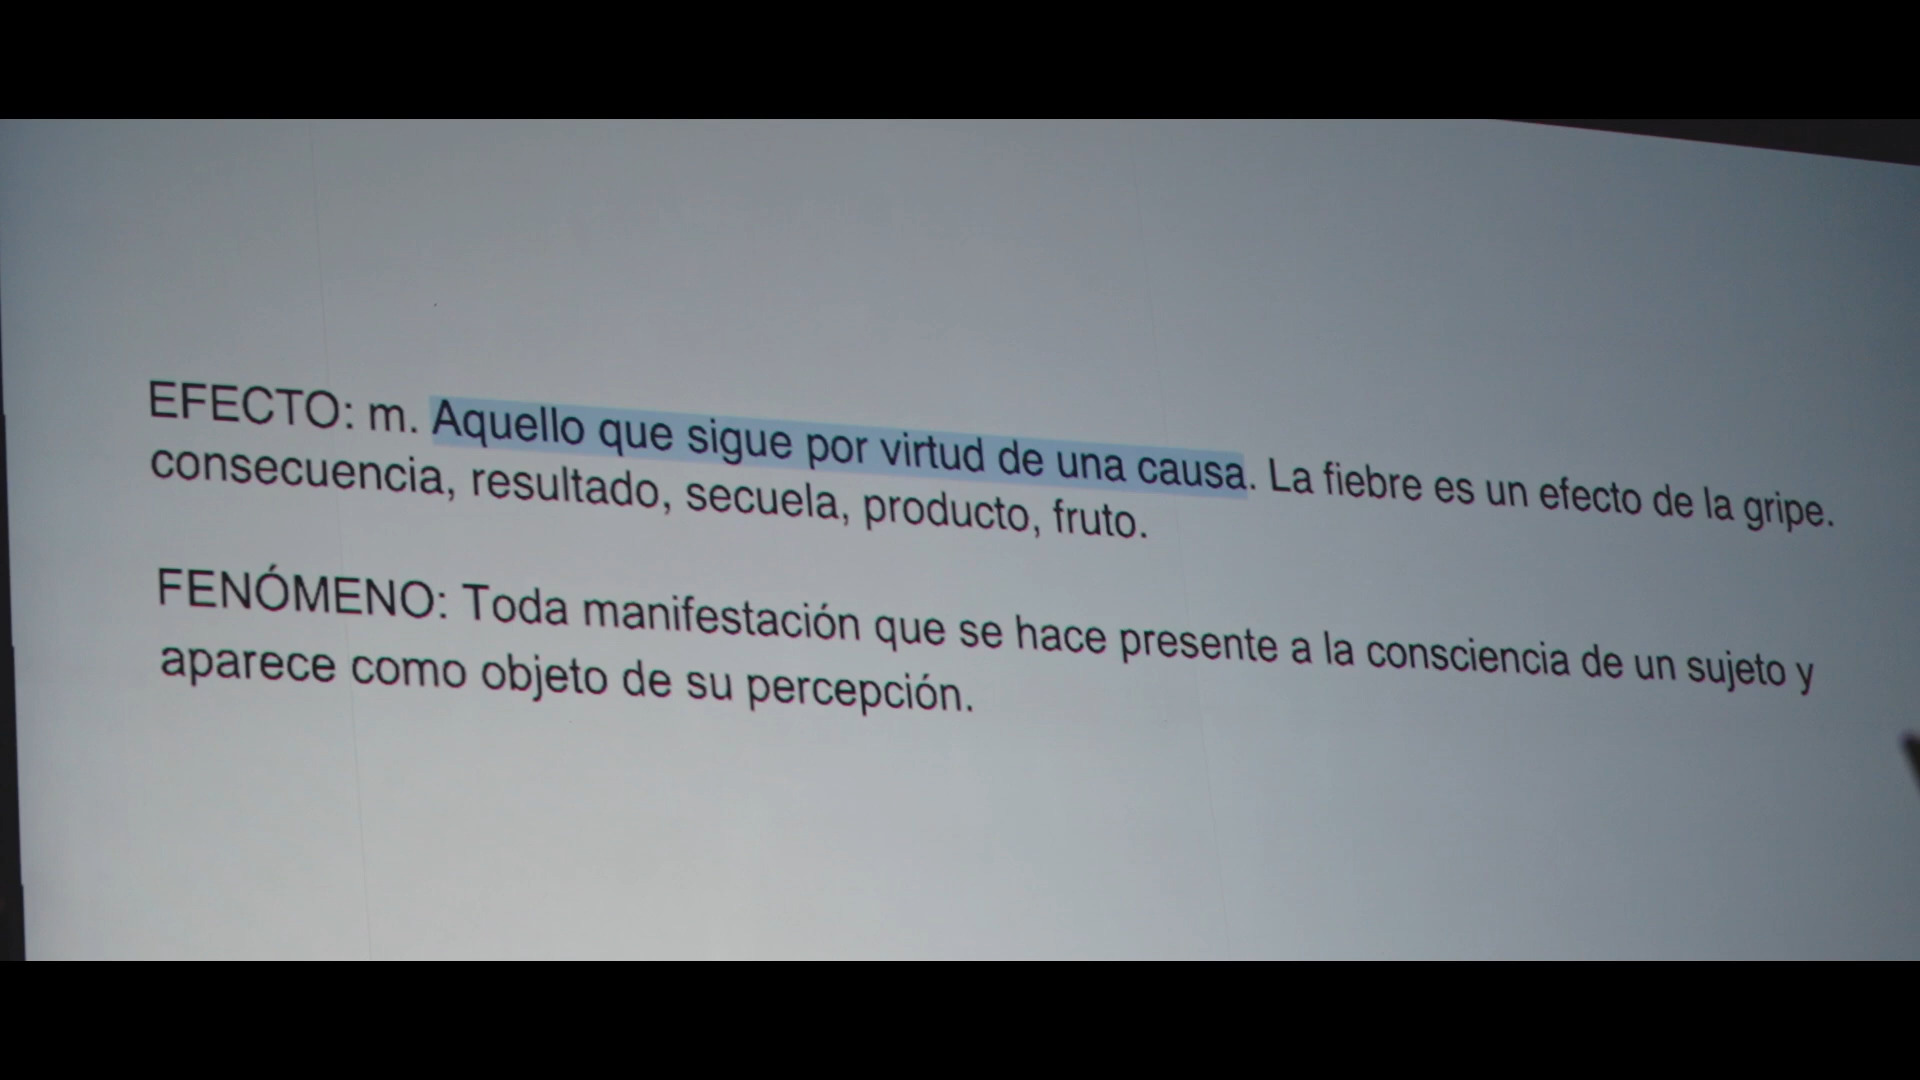 EFECTO: m. Aquello que sigue por virtud de una causa. La fiebre es un efecto de la gripe.
consecuencia, resultado, secuela, producto, fruto.
FENÓMENO: Toda manifestación que se hace presente a la consciencia de un sujeto y
aparece como objeto de su percepción.